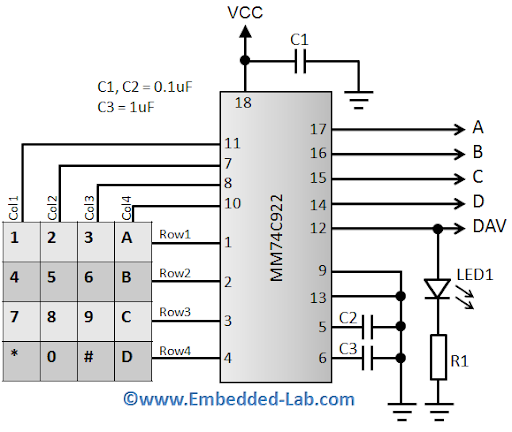 VCC
C1
C1, C2 = 0.1uF
C3 = 1uF
18
MM74C922
11
7
8
10
1
2
3
4
17
16
15
14
12
9
13
5
6
A
B
C
D
DAV
LED1
C2
C3
R1
Col1
Col2
Col3
Col4
1 2 3 A Row1
4 5 6 B Row2
7 8 9 C Row3
* 0 # D Row4
©www.Embedded-Lab.com